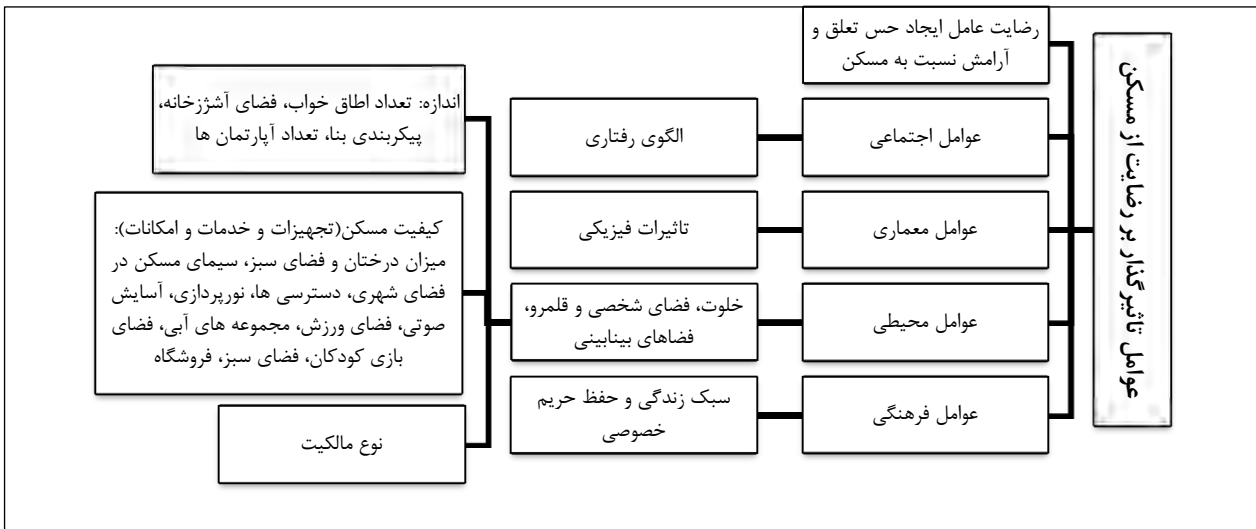 عوامل تاثیرگذار بر رضایت از مسکن
رضایت عامل ایجاد حس تعلق و
آرامش نسبت به مسکن
عوامل اجتماعی
الگوی رفتاری
عوامل معماری
تاثیرات فیزیکی
عوامل محیطی
خلوت، فضای شخصی و قلمرو،
فضاهای بینابینی
عوامل فرهنگی
سبک زندگی و حفظ حریم
خصوصی
اندازه: تعداد اطاق خواب، فضای آشژزخانه،
پیکربندی بنا، تعداد آپارتمان ها
کیفیت مسکن(تجهیزات و خدمات و امکانات):
میزان درختان و فضای سبز، سیمای مسکن در
فضای شهری، دسترسی ها، نورپردازی، آسایش
صوتی، فضای ورزش، مجموعه های آبی، فضای
بازی کودکان، فضای سبز، فروشگاه
نوع مالکیت